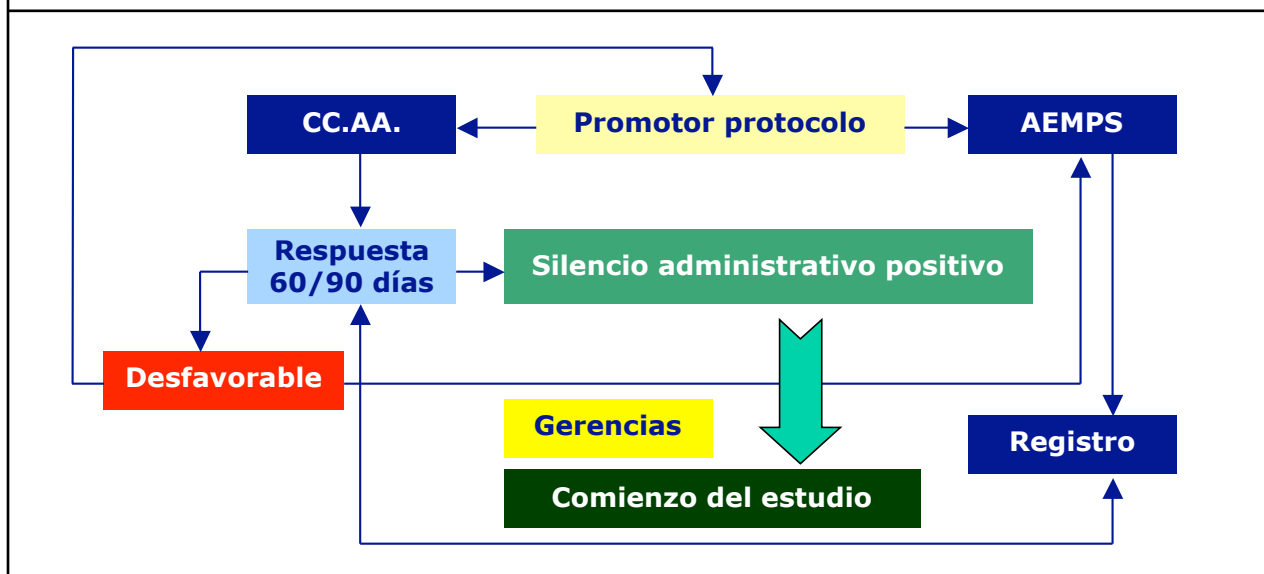 CC.AA.
Promotor protocolo
AEMPS
Respuesta
60/90 días
Silencio administrativo positivo
Desfavorable
Gerencias
Registro
Comienzo del estudio